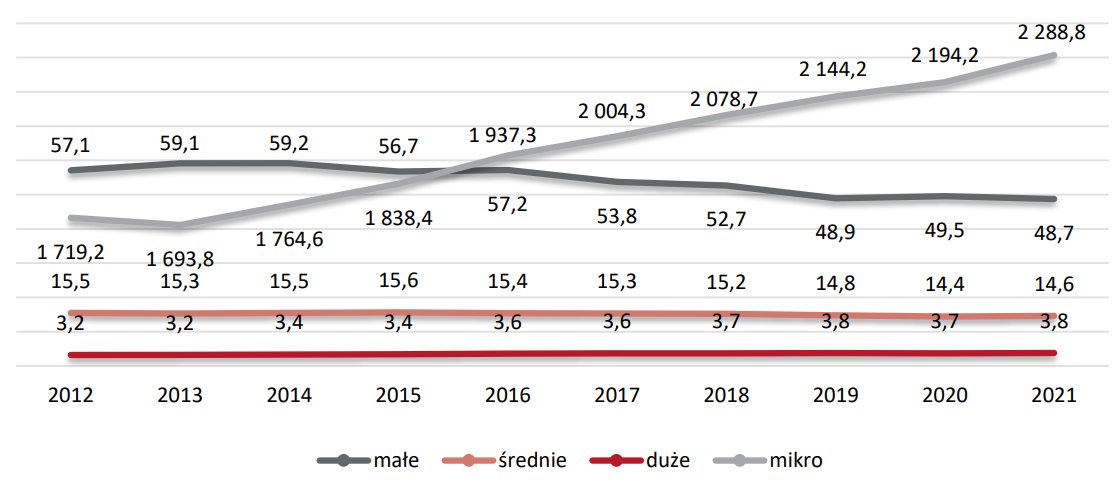 2 288,8
2 194,2
2 144,2
2 078,7
2 004,3
1 937,3
57,1 59,1 59,2 56,7
57,2 53,8 52,7 48,9 49,5 48,7
1 719,2 1 693,8 1 764,6 1 838,4
15,5 15,3 15,5 15,6 15,4 15,3 15,2 14,8 14,4 14,6
3,2 3,2 3,4 3,4 3,6 3,6 3,7 3,8 3,7 3,8
2012 2013 2014 2015 2016 2017 2018 2019 2020 2021
małe średnie duże mikro